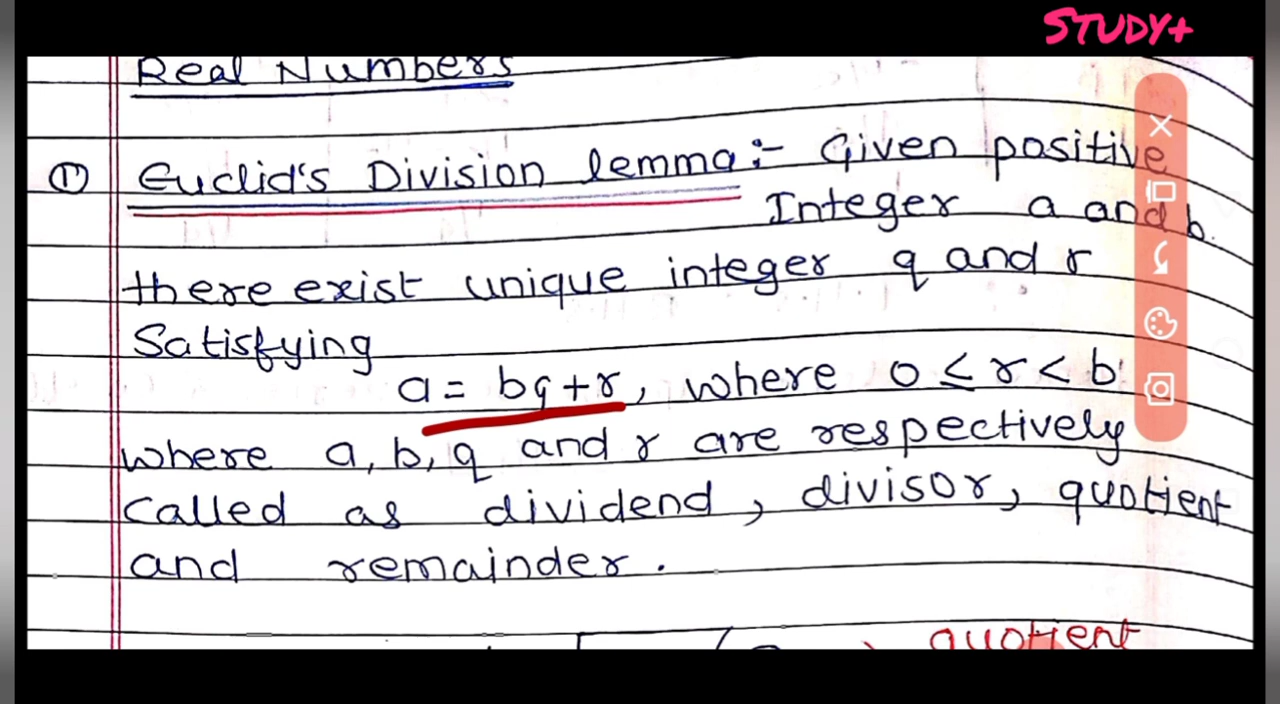 STUDY+
Real Numbers
① Euclid's Division lemma :- Given positive
Integer a and b.
there exist unique integer q and r
Satisfying
a = bq + r, where 0 ≤ r < b
where a, b, q and r are respectively
Called as dividend, divisor, quotient
and remainder.
quotient